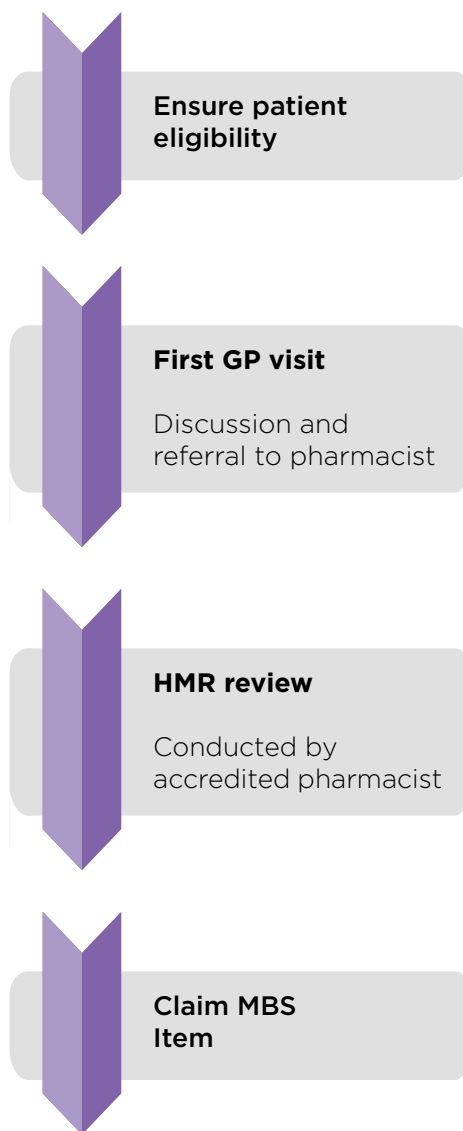 Ensure patient
eligibility
First GP visit
Discussion and
referral to pharmacist
HMR review
Conducted by
accredited pharmacist
Claim MBS
Item